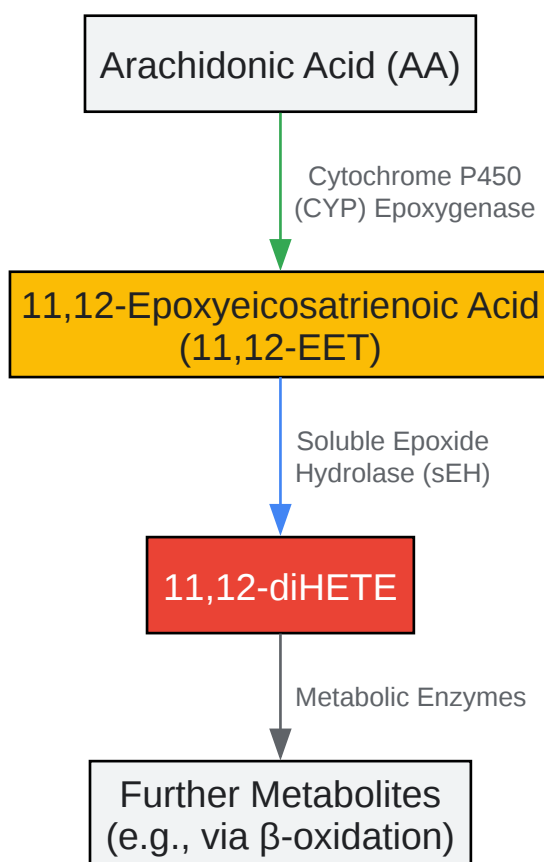 Arachidonic Acid (AA)
Cytochrome P450
(CYP) Epoxygenase
11,12-Epoxyeicosatrienoic Acid
(11,12-EET)
Soluble Epoxide
Hydrolase (sEH)
11,12-diHETE
Metabolic Enzymes
Further Metabolites
(e.g., via β-oxidation)